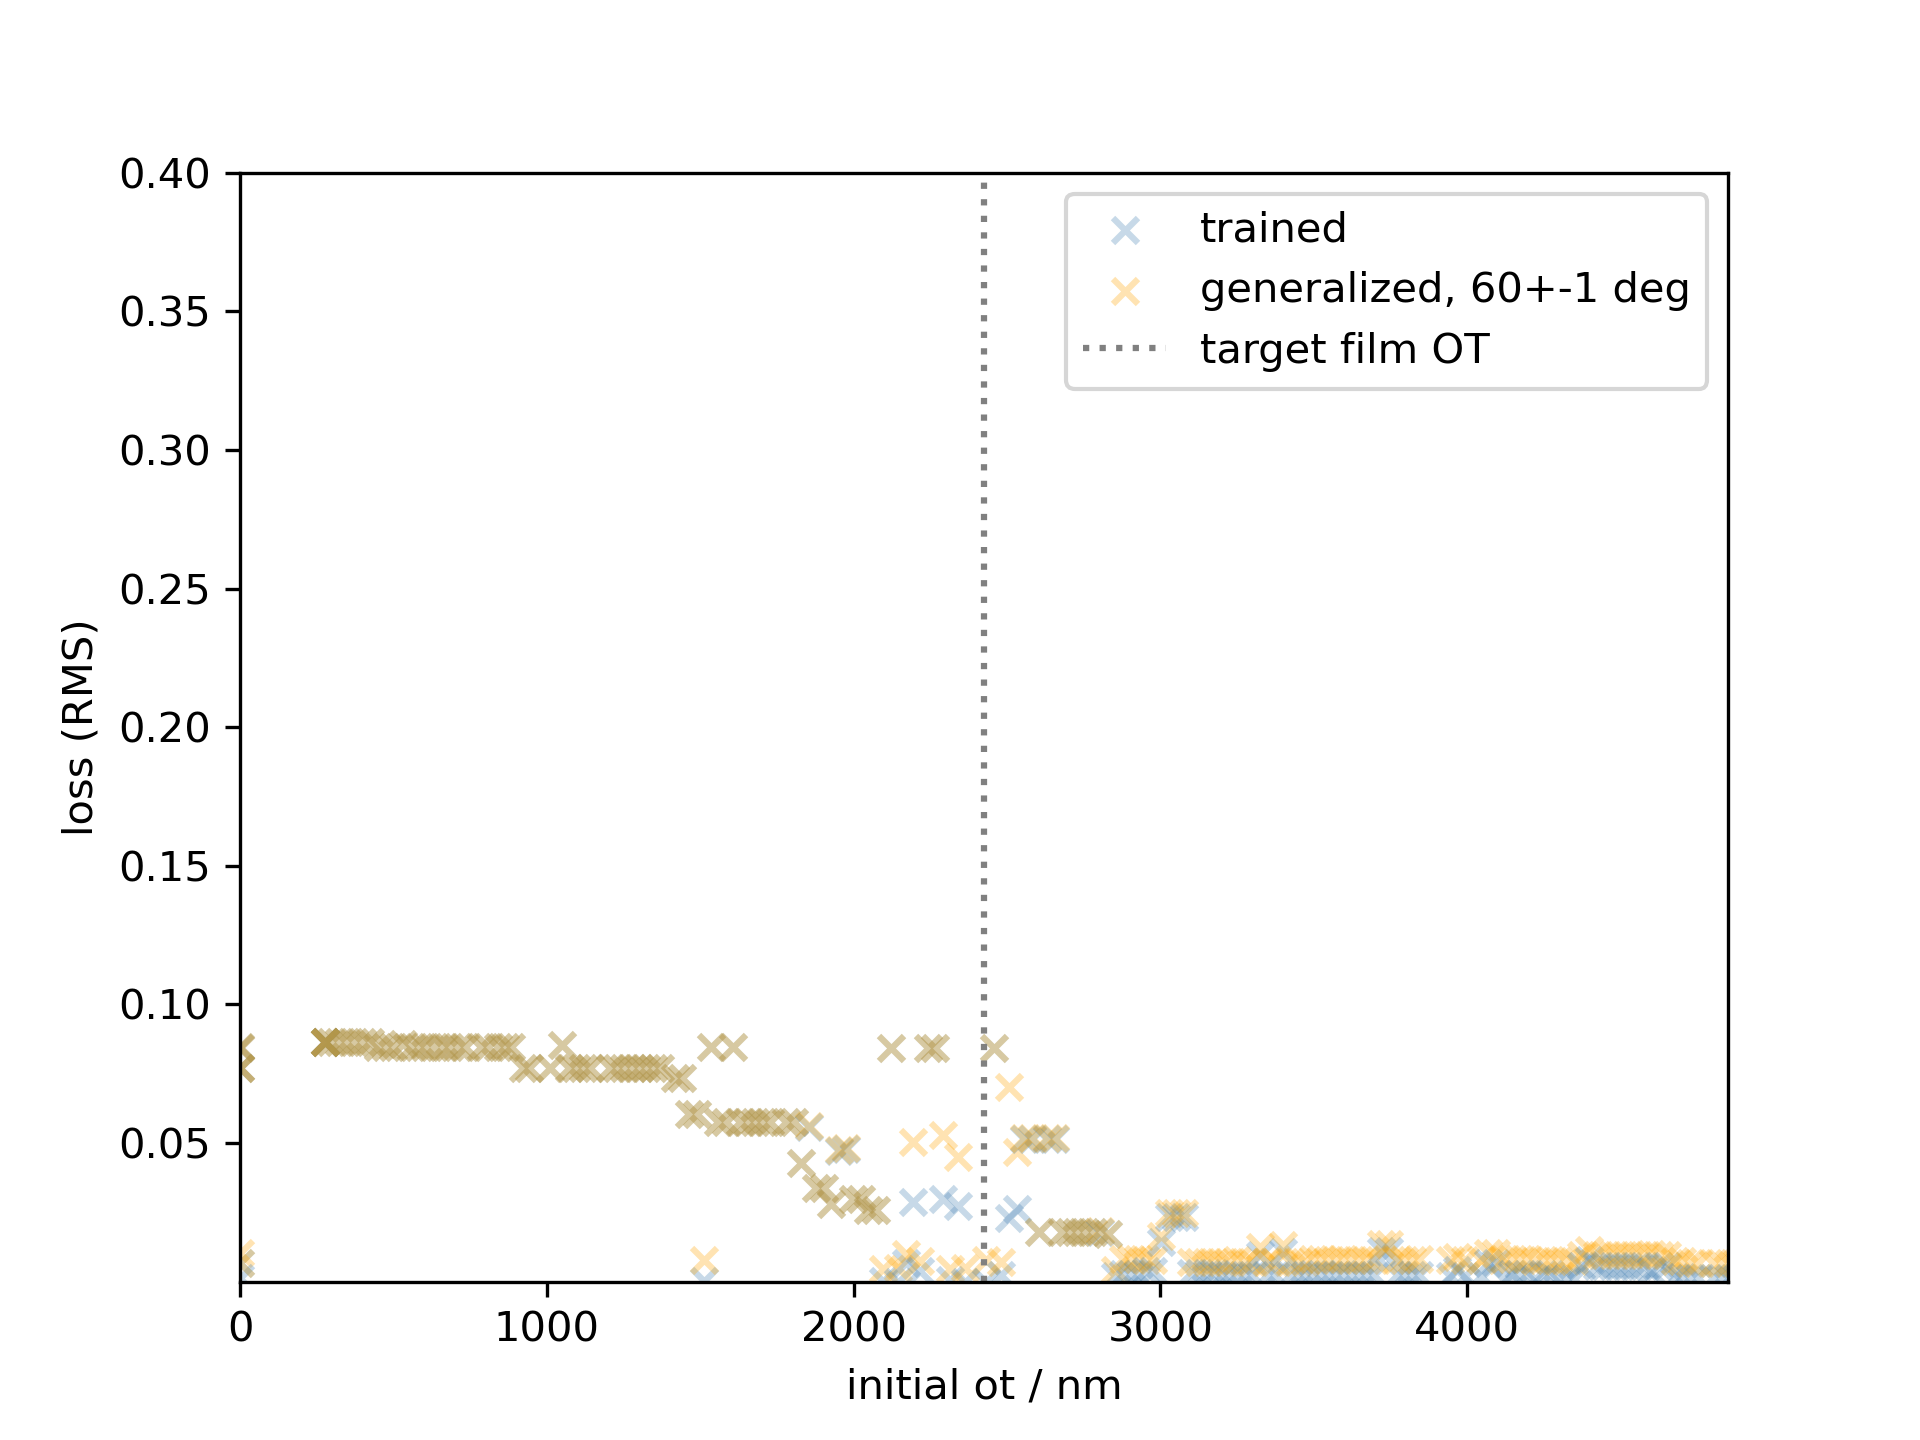 0.40
0.35
0.30
0.25
0.20
0.15
0.10
0.05
loss (RMS)
trained
generalized, 60+-1 deg
target film OT
0 1000 2000 3000 4000
initial ot / nm